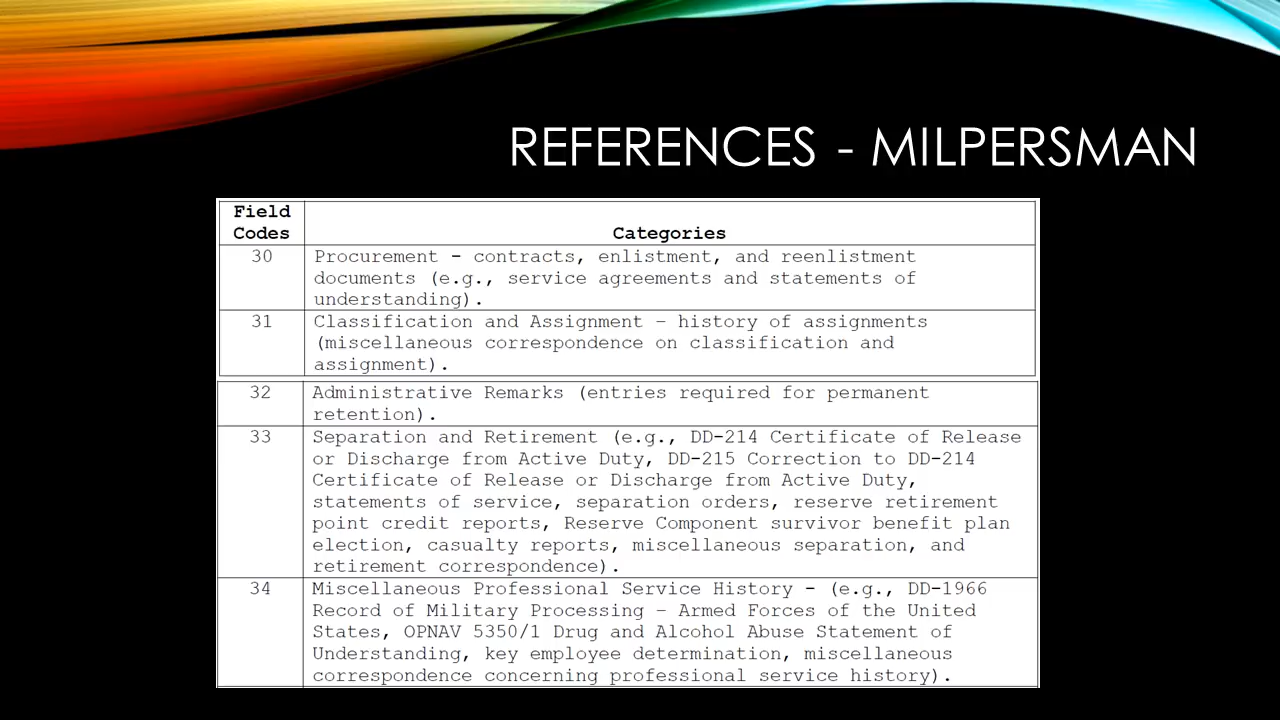 REFERENCES - MILPERSMAN
Field
Codes
Categories
30
Procurement - contracts, enlistment, and reenlistment
documents (e.g., service agreements and statements of
understanding).
31
Classification and Assignment – history of assignments
(miscellaneous correspondence on classification and
assignment).
32
Administrative Remarks (entries required for permanent
retention).
33
Separation and Retirement (e.g., DD-214 Certificate of Release
or Discharge from Active Duty, DD-215 Correction to DD-214
Certificate of Release or Discharge from Active Duty,
statements of service, separation orders, reserve retirement
point credit reports, Reserve Component survivor benefit plan
election, casualty reports, miscellaneous separation, and
retirement correspondence).
34
Miscellaneous Professional Service History - (e.g., DD-1966
Record of Military Processing – Armed Forces of the United
States, OPNAV 5350/1 Drug and Alcohol Abuse Statement of
Understanding, key employee determination, miscellaneous
correspondence concerning professional service history).